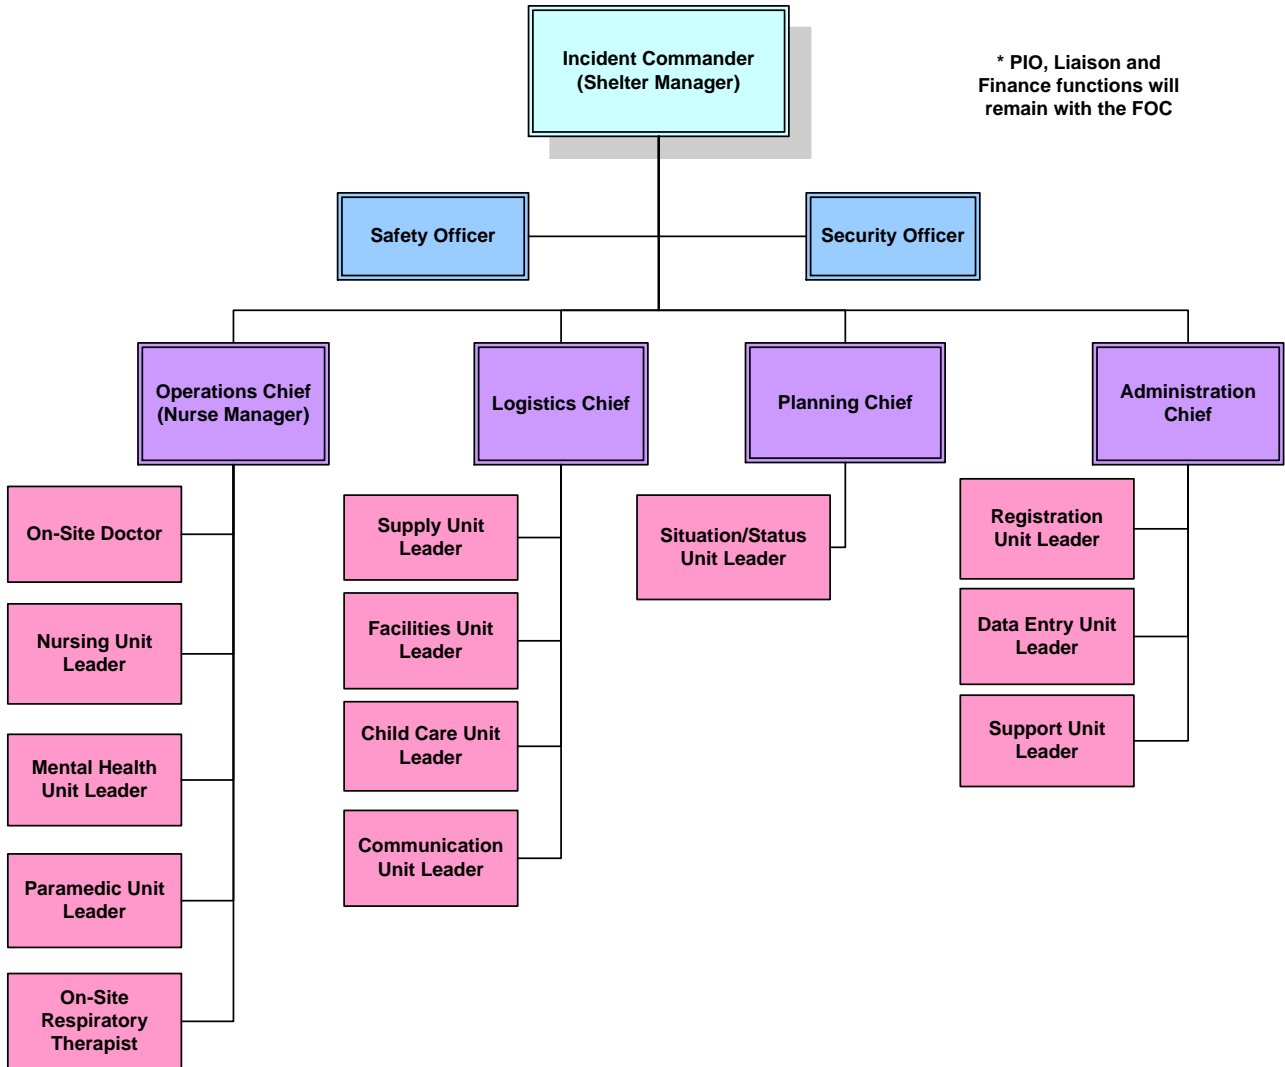 Incident Commander
(Shelter Manager)
* PIO, Liaison and
Finance functions will
remain with the FOC
Safety Officer
Security Officer
Operations Chief
(Nurse Manager)
Logistics Chief
Planning Chief
Administration
Chief
On-Site Doctor
Nursing Unit
Leader
Mental Health
Unit Leader
Paramedic Unit
Leader
On-Site
Respiratory
Therapist
Supply Unit
Leader
Facilities Unit
Leader
Child Care Unit
Leader
Communication
Unit Leader
Situation/Status
Unit Leader
Registration
Unit Leader
Data Entry Unit
Leader
Support Unit
Leader